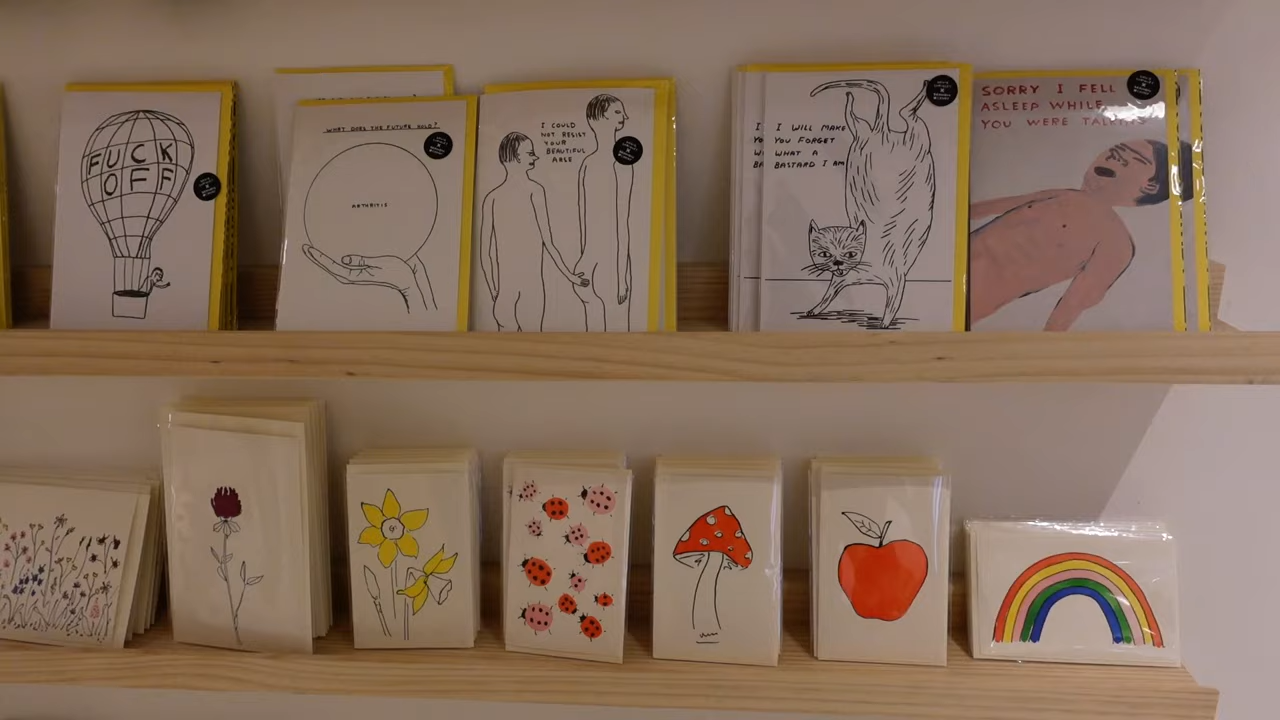 FUCK
OFF
WHAT DOES THE FUTURE HOLD?
ARTHRITIS
I COULD
NOT RESIST
YOUR
BEAUTIFUL
ARSE
I WILL MAKE
YOU FORGET
WHAT A
BASTARD I AM
SORRY I FELL
ASLEEP WHILE
YOU WERE TALKING